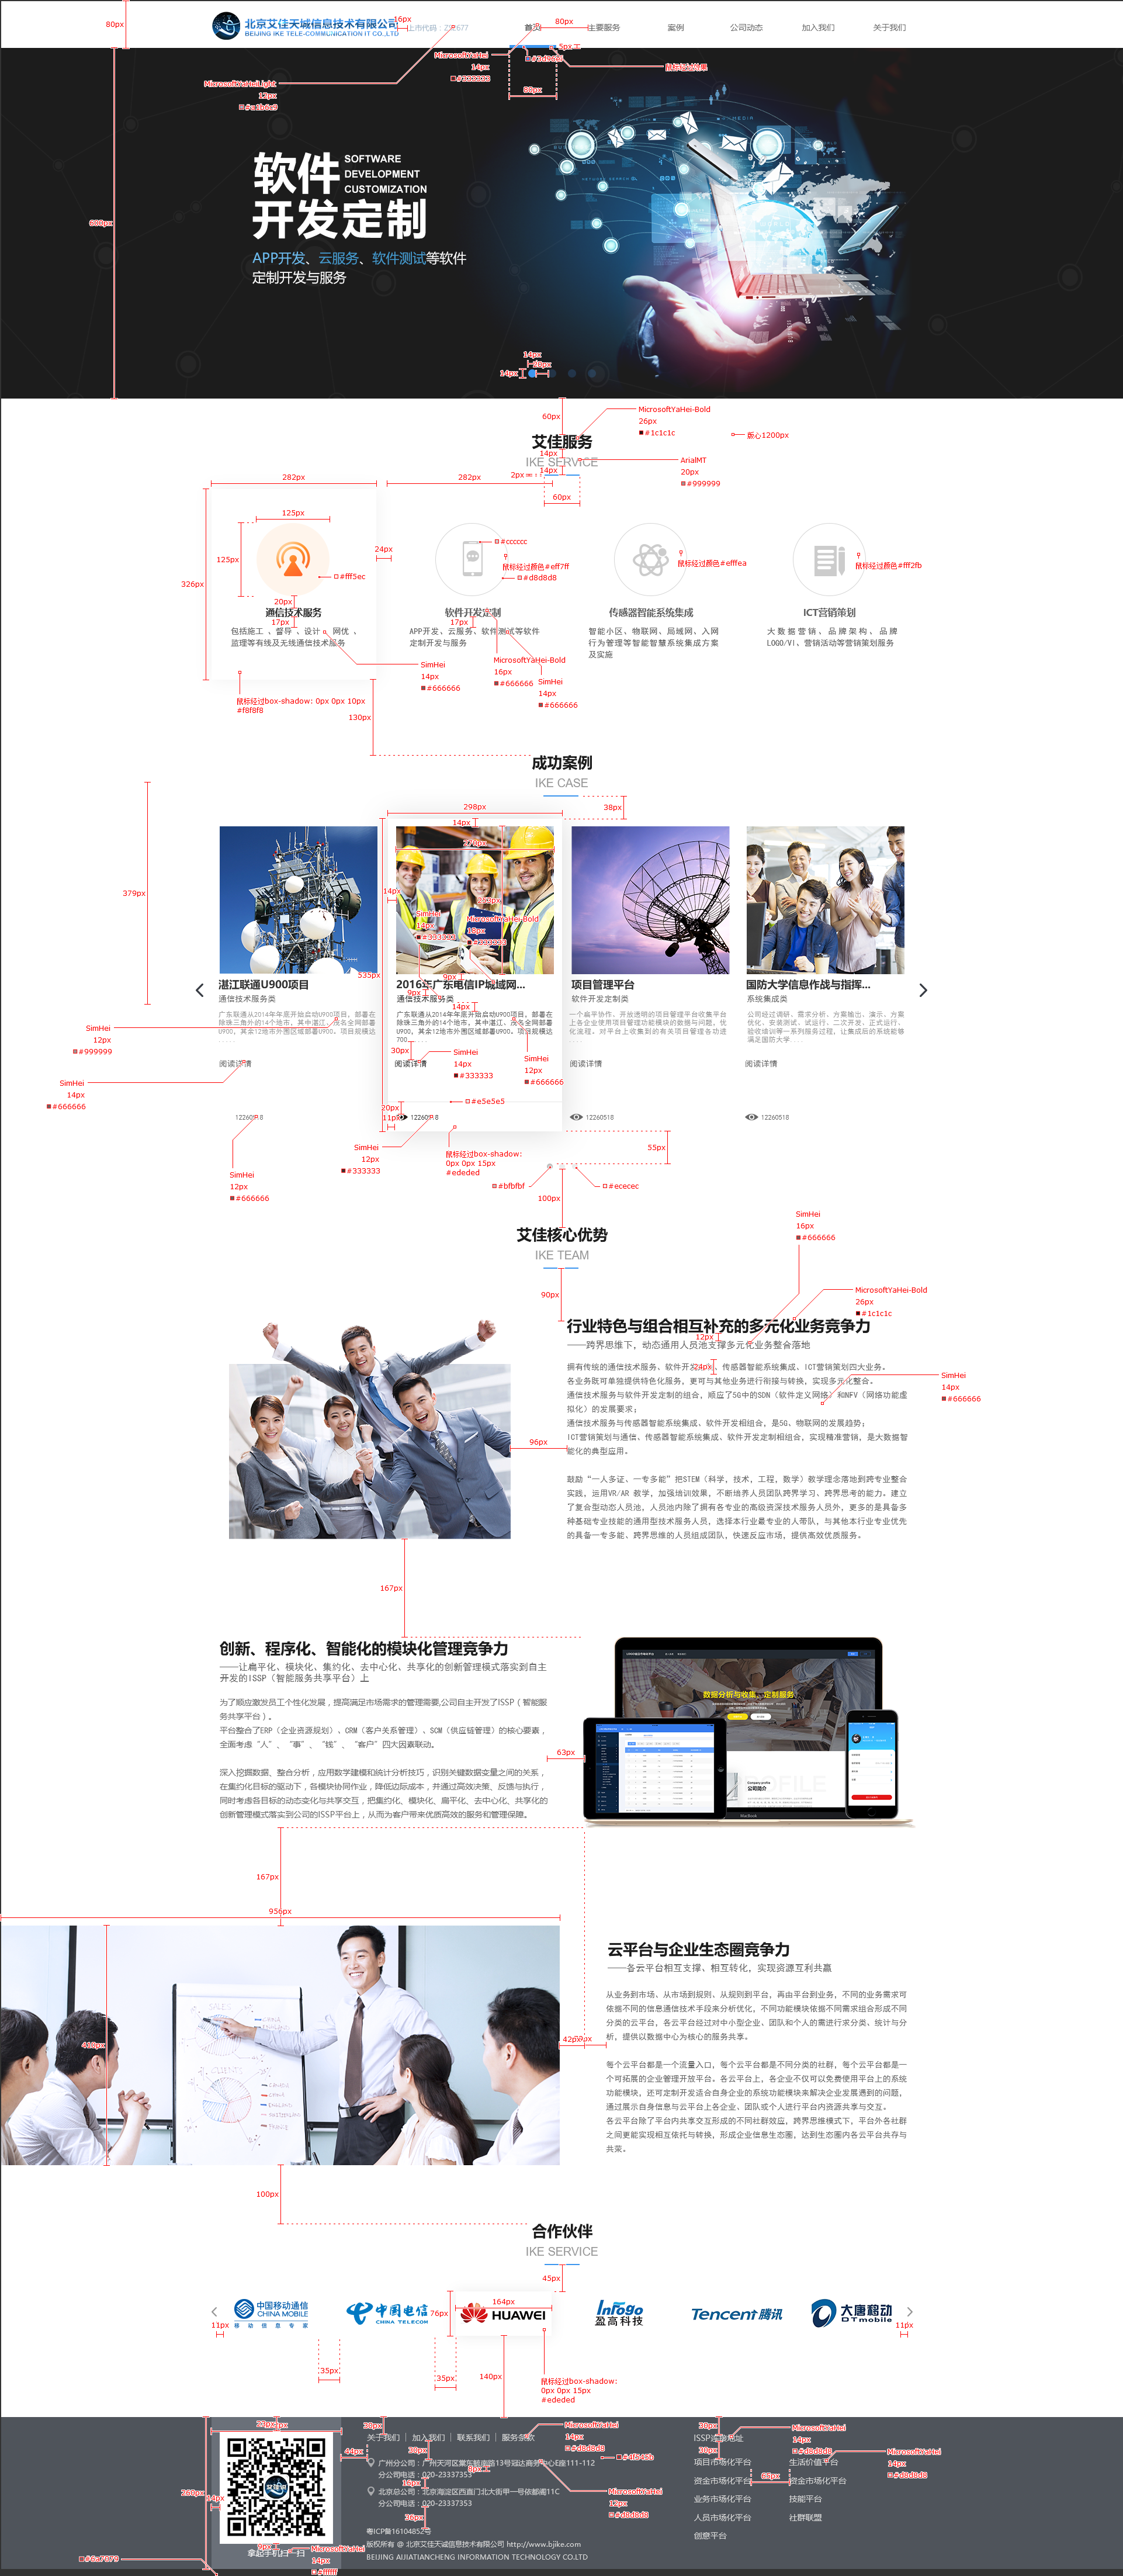 北京艾佳天诚信息技术有限公司
BEIJING IKE TELE-COMMUNICATION IT CO.,LTD
16px
80px
80px
主要服务
案例
公司动态
加入我们
关于我们
MicrosoftYaHei
14px
#333333
MicrosoftYaHeiLight
12px
80px
600px
软件
SOFTWARE
DEVELOPMENT
CUSTOMIZATION
开发定制
APP开发、云服务、软件测试等软件
定制开发与服务
14px
14px
60px
MicrosoftYaHei-Bold
26px
#1c1c1c
版心1200px
艾佳服务
IKE SERVICE
14px
14px
ArialMT
20px
#999999
2px
60px
282px
282px
125px
125px
326px
24px
#fff5ec
#cccccc
鼠标经过颜色#eff7ff
#d8d8d8
鼠标经过颜色#efffea
鼠标经过颜色#fff2fb
20px
17px
17px
通信技术服务
包括施工 、督导 、设计 、网优 、
监理等有线及无线通信技术服务
软件开发定制
APP开发、云服务、软件测试等软件
定制开发与服务
传感器智能系统集成
智能小区、物联网、局域网、入网
行为管理等智能智慧系统集成方案
及实施
ICT营销策划
大数据营销、品牌架构、品牌
LOGO/VI、营销活动等营销策划服务
SimHei
14px
#666666
MicrosoftYaHei-Bold
16px
#666666
SimHei
14px
#666666
鼠标经过box-shadow: 0px 0px 10px
#f8f8f8
130px
成功案例
IKE CASE
38px
298px
14px
379px
14px
535px
湛江联通U900项目
通信技术服务类
广东联通从2014年年底开始启动U900项目，部署在
除珠三角外的14个地市，其中湛江、茂名全网部署
U900，其余12地市外围区域部署U900。项目规模达
......
阅读详情
2016年广东电信IP城域网...
通信技术服务类
广东联通从2014年年底开始启动U900项目，部署在
除珠三角外的14个地市，其中湛江、茂名全网部署
U900，其余12地市外围区域部署U900。项目规模达
700.....
阅读详情
项目管理平台
软件开发定制类
一个扁平协作、开放透明的项目管理平台收集平台
上各企业使用项目管理功能模块的数据与问题，优
化流程。对平台上收集到的有关项目管理各功进
....
阅读详情
国防大学信息作战与指挥...
系统集成类
公司经过调研、需求分析、方案输出、演示、方案
优化、安装测试、试运行、二次开发、正式运行、
验收培训等一系列服务过程，让集成后的系统能够
满足国防大学....
阅读详情
SimHei
12px
#999999
SimHei
14px
#666666
9px
9px
14px
30px
SimHei
14px
#333333
SimHei
12px
#666666
#e5e5e5
20px
11px
12260518
12260518
SimHei
12px
#666666
SimHei
12px
#333333
鼠标经过box-shadow:
0px 0px 15px
#ededed
55px
#bfbfbf
#ececec
100px
艾佳核心优势
IKE TEAM
90px
SimHei
16px
#666666
MicrosoftYaHei-Bold
26px
#1c1c1c
行业特色与组合相互补充的多元化业务竞争力
12px
——跨界思维下，动态通用人员池支撑多元化业务整合落地
24px
拥有传统的通信技术服务、软件开发、传感器智能系统集成、ICT营销策划四大业务。
各业务既可单独提供特色化服务，更可与其他业务进行衔接与转换，实现多元化整合。
通信技术服务与软件开发定制的组合，顺应了5G中的SDN（软件定义网络）和NFV（网络功能虚
拟化）的发展要求；
通信技术服务与传感器智能系统集成、软件开发相组合，是5G、物联网的发展趋势；
ICT营销策划与通信、传感器智能系统集成、软件开发定制相组合，实现精准营销，是大数据智
能化的典型应用。
SimHei
14px
#666666
96px
鼓励“一人多证、一专多能”把STEM（科学，技术，工程，数学）教学理念落地到跨专业整合
实践，运用VR/AR 教学，加强培训效果，不断培养人员团队跨界学习、跨界思考的能力。建立
了复合型动态人员池，人员池内除了拥有各专业的高级资深技术服务人员外，更多的是具备多
种基础专业技能的通用型技术服务人员，选择本行业最专业的人带队，与其他本行业专业优先
的具备一专多能、跨界思维的人员组成团队，快速反应市场，提供高效优质服务。
167px
创新、程序化、智能化的模块化管理竞争力
——让扁平化、模块化、集约化、去中心化、共享化的创新管理模式落实到自主
开发的ISSP（智能服务共享平台）上
为了顺应激发员工个性化发展，提高满足市场需求的管理需要,公司自主开发了ISSP（智能服
务共享平台）。
平台整合了ERP（企业资源规划）、CRM（客户关系管理）、SCM（供应链管理）的核心要素，
全面考虑“人”、“事”、“钱”、“客户”四大因素联动。
深入挖掘数据、整合分析，应用数学建模和统计分析技巧，识别关键数据变量之间的关系，
在集约化目标的驱动下，各模块协同作业，降低边际成本，并通过高效决策、反馈与执行，
同时考虑各目标的动态变化与共享交互，把集约化、模块化、扁平化、去中心化、共享化的
创新管理模式落实到公司的ISSP平台上，从而为客户带来优质高效的服务和管理保障。
63px
数据分析与收集、定制服务
公司简介
MacBook
167px
956px
410px
42px
云平台与企业生态圈竞争力
——各云平台相互支撑、相互转化，实现资源互利共赢
从业务到市场、从市场到规则、从规则到平台，再由平台到业务，不同的业务需求可
依据不同的信息通信技术手段来分析优化，不同功能模块依据不同需求组合形成不同
分类的云平台，各云平台经过对中小型企业、团队和个人的需进行求分类、统计与分
析，提供以数据中心为核心的服务共享。
每个云平台都是一个流量入口，每个云平台都是不同分类的社群，每个云平台都是一
个可拓展的企业管理开放平台。各云平台上，各企业不仅可以免费使用平台上的系统
功能模块，还可定制开发适合自身企业的系统功能模块来解决企业发展遇到的问题，
通过展示自身信息与云平台上各企业、团队或个人进行平台内资源共享与交互。
各云平台除了平台内共享交互形成的不同社群效应，跨界思维模式下，平台外各社群
之间更能实现相互依托与转换，形成企业信息生态圈，达到生态圈内各云平台共存与
共荣。
100px
合作伙伴
IKE SERVICE
45px
中国移动通信
CHINA MOBILE
移动信息专家
中国电信
CHINA TELECOM
76px
164px
HUAWEI
Infogo
盈高科技
Tencent腾讯
大唐移动
DTmobile
11px
11px
35px
35px
140px
鼠标经过box-shadow:
0px 0px 15px
#ededed
关于我们 | 加入我们 | 联系我们 | 服务条款
广州分公司：广州天河区棠东毓南路13号冠达商务中心E座111-112
分公司电话：020-23337353
北京总公司：北京海淀区西直门北大街甲一号依都阁11C
分公司电话：020-23337353
粤ICP备16104852号
版权所有 @ 北京艾佳天诚信息技术有限公司 http://www.bjike.com
BEIJING AIJIATIANCHENG INFORMATION TECHNOLOGY CO.LTD
拿起手机扫一扫
项目市场化平台
生活价值平台
资金市场化平台
资金市场化平台
业务市场化平台
技能平台
人员市场化平台
社群联盟
创意平台
MicrosoftYaHei
14px
#d8d8d8
MicrosoftYaHei
14px
#d8d8d8
MicrosoftYaHei
14px
#d8d8d8
MicrosoftYaHei
12px
#d8d8d8
MicrosoftYaHei
14px
#ffffff